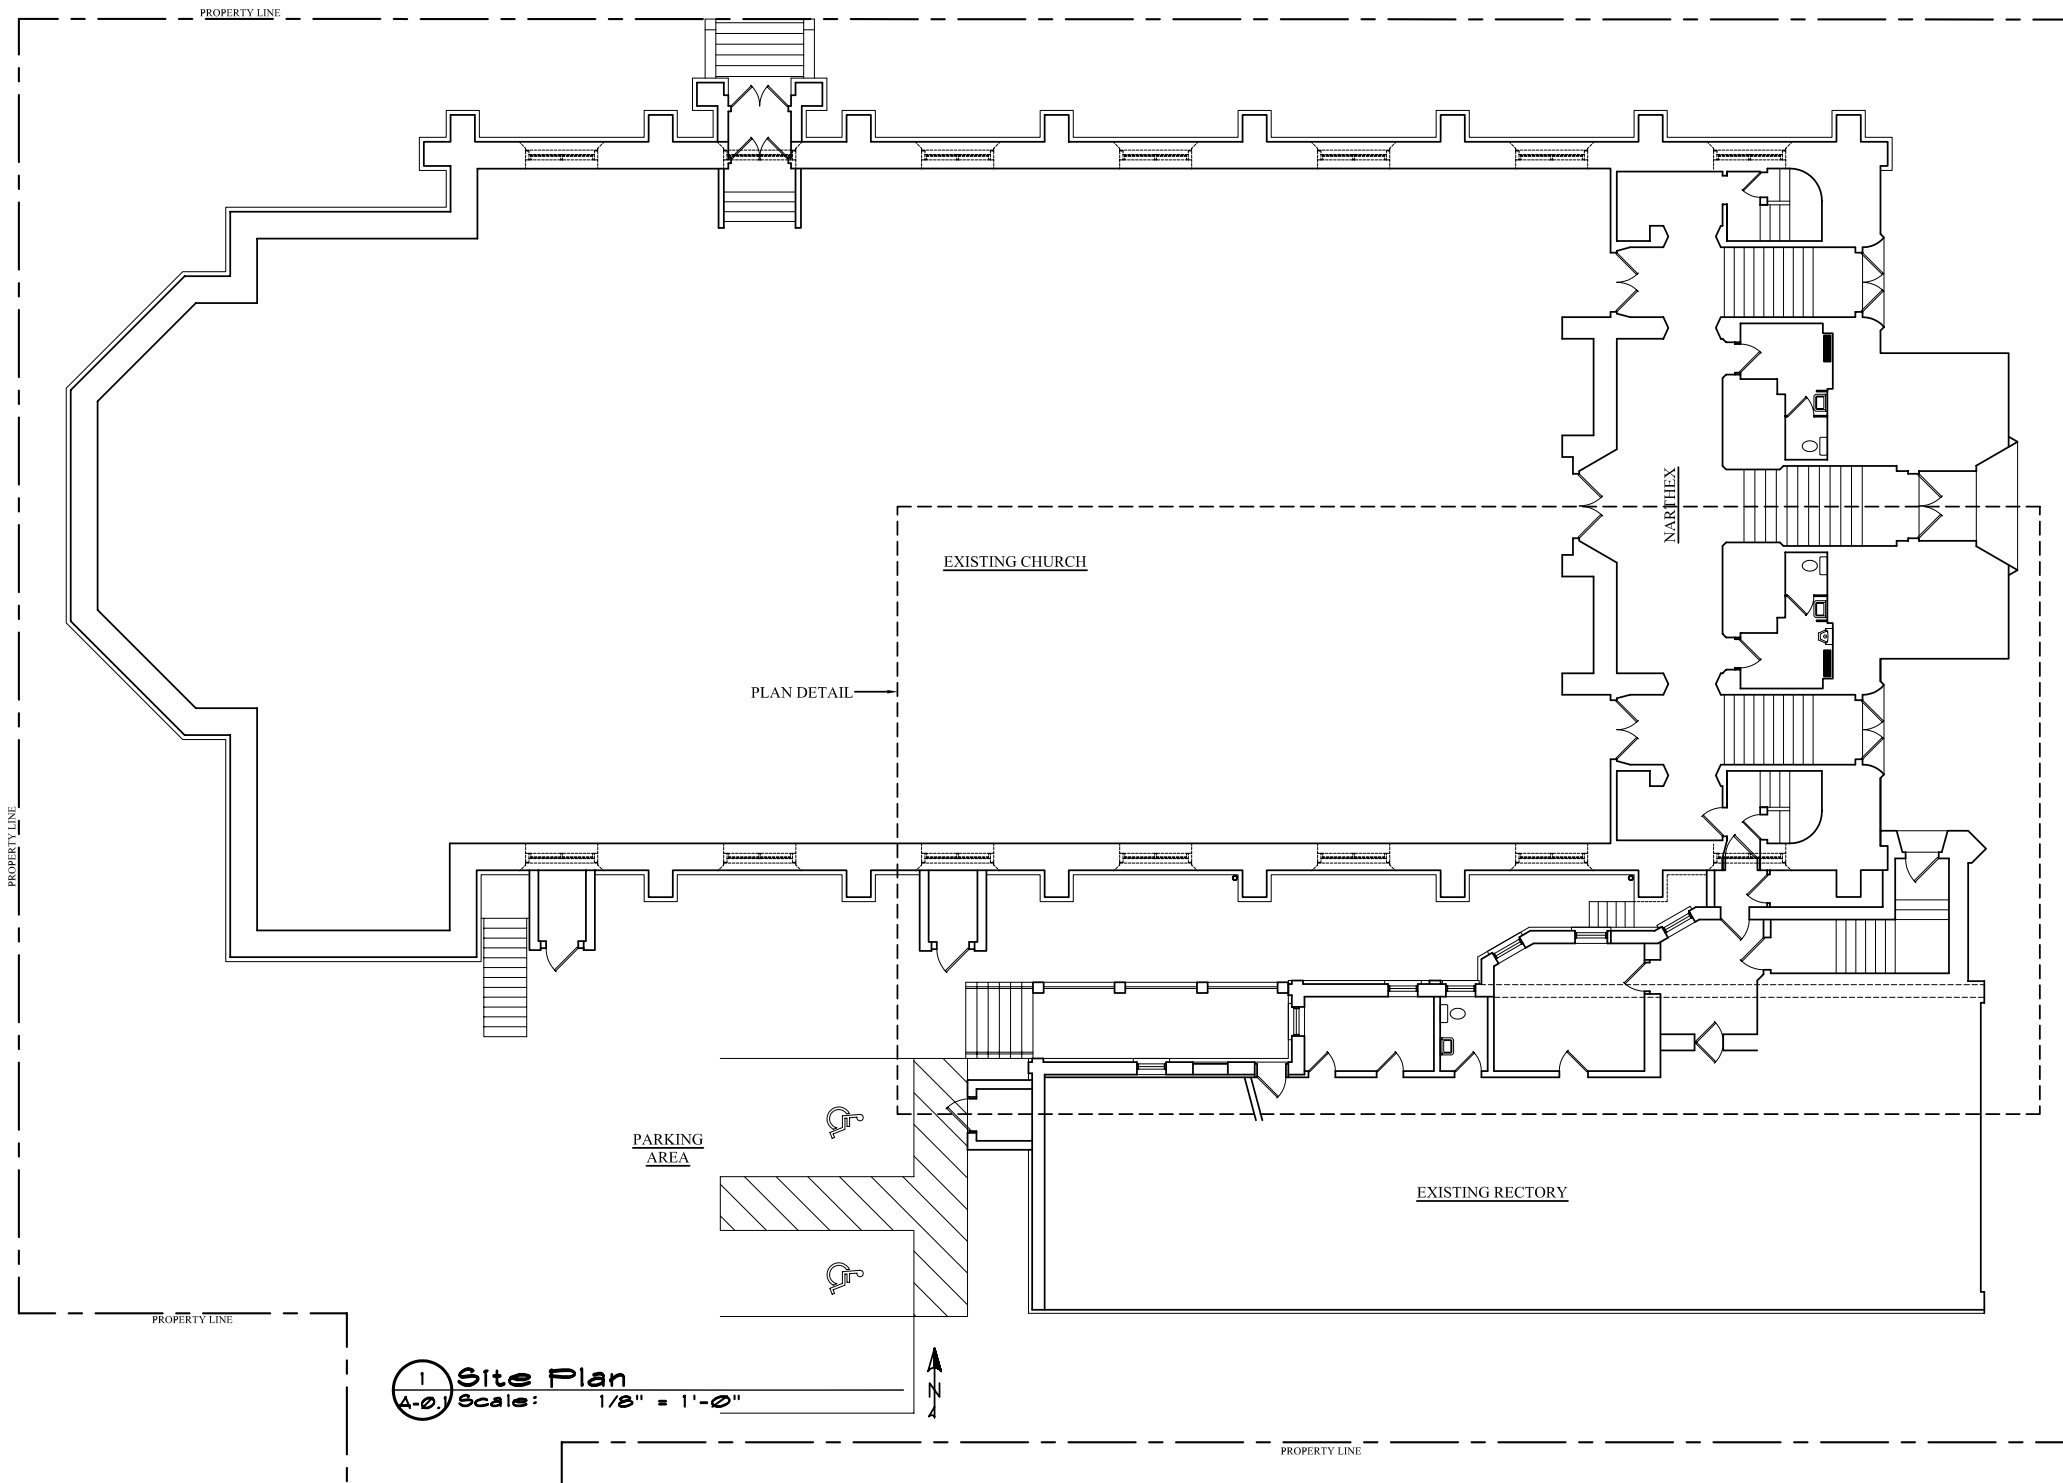 PROPERTY LINE
NARTHEX
EXISTING CHURCH
PLAN DETAIL
PROPERTY LINE
PARKING
AREA
EXISTING RECTORY
PROPERTY LINE
1
Site Plan
A-0.1
Scale: 1/8" = 1'-0"
N
PROPERTY LINE